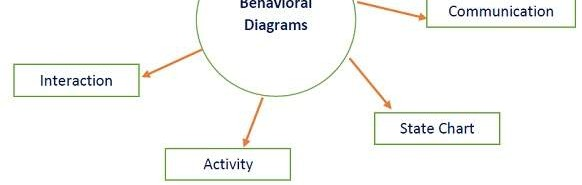 Behavioral
Diagrams
Communication
Interaction
State Chart
Activity